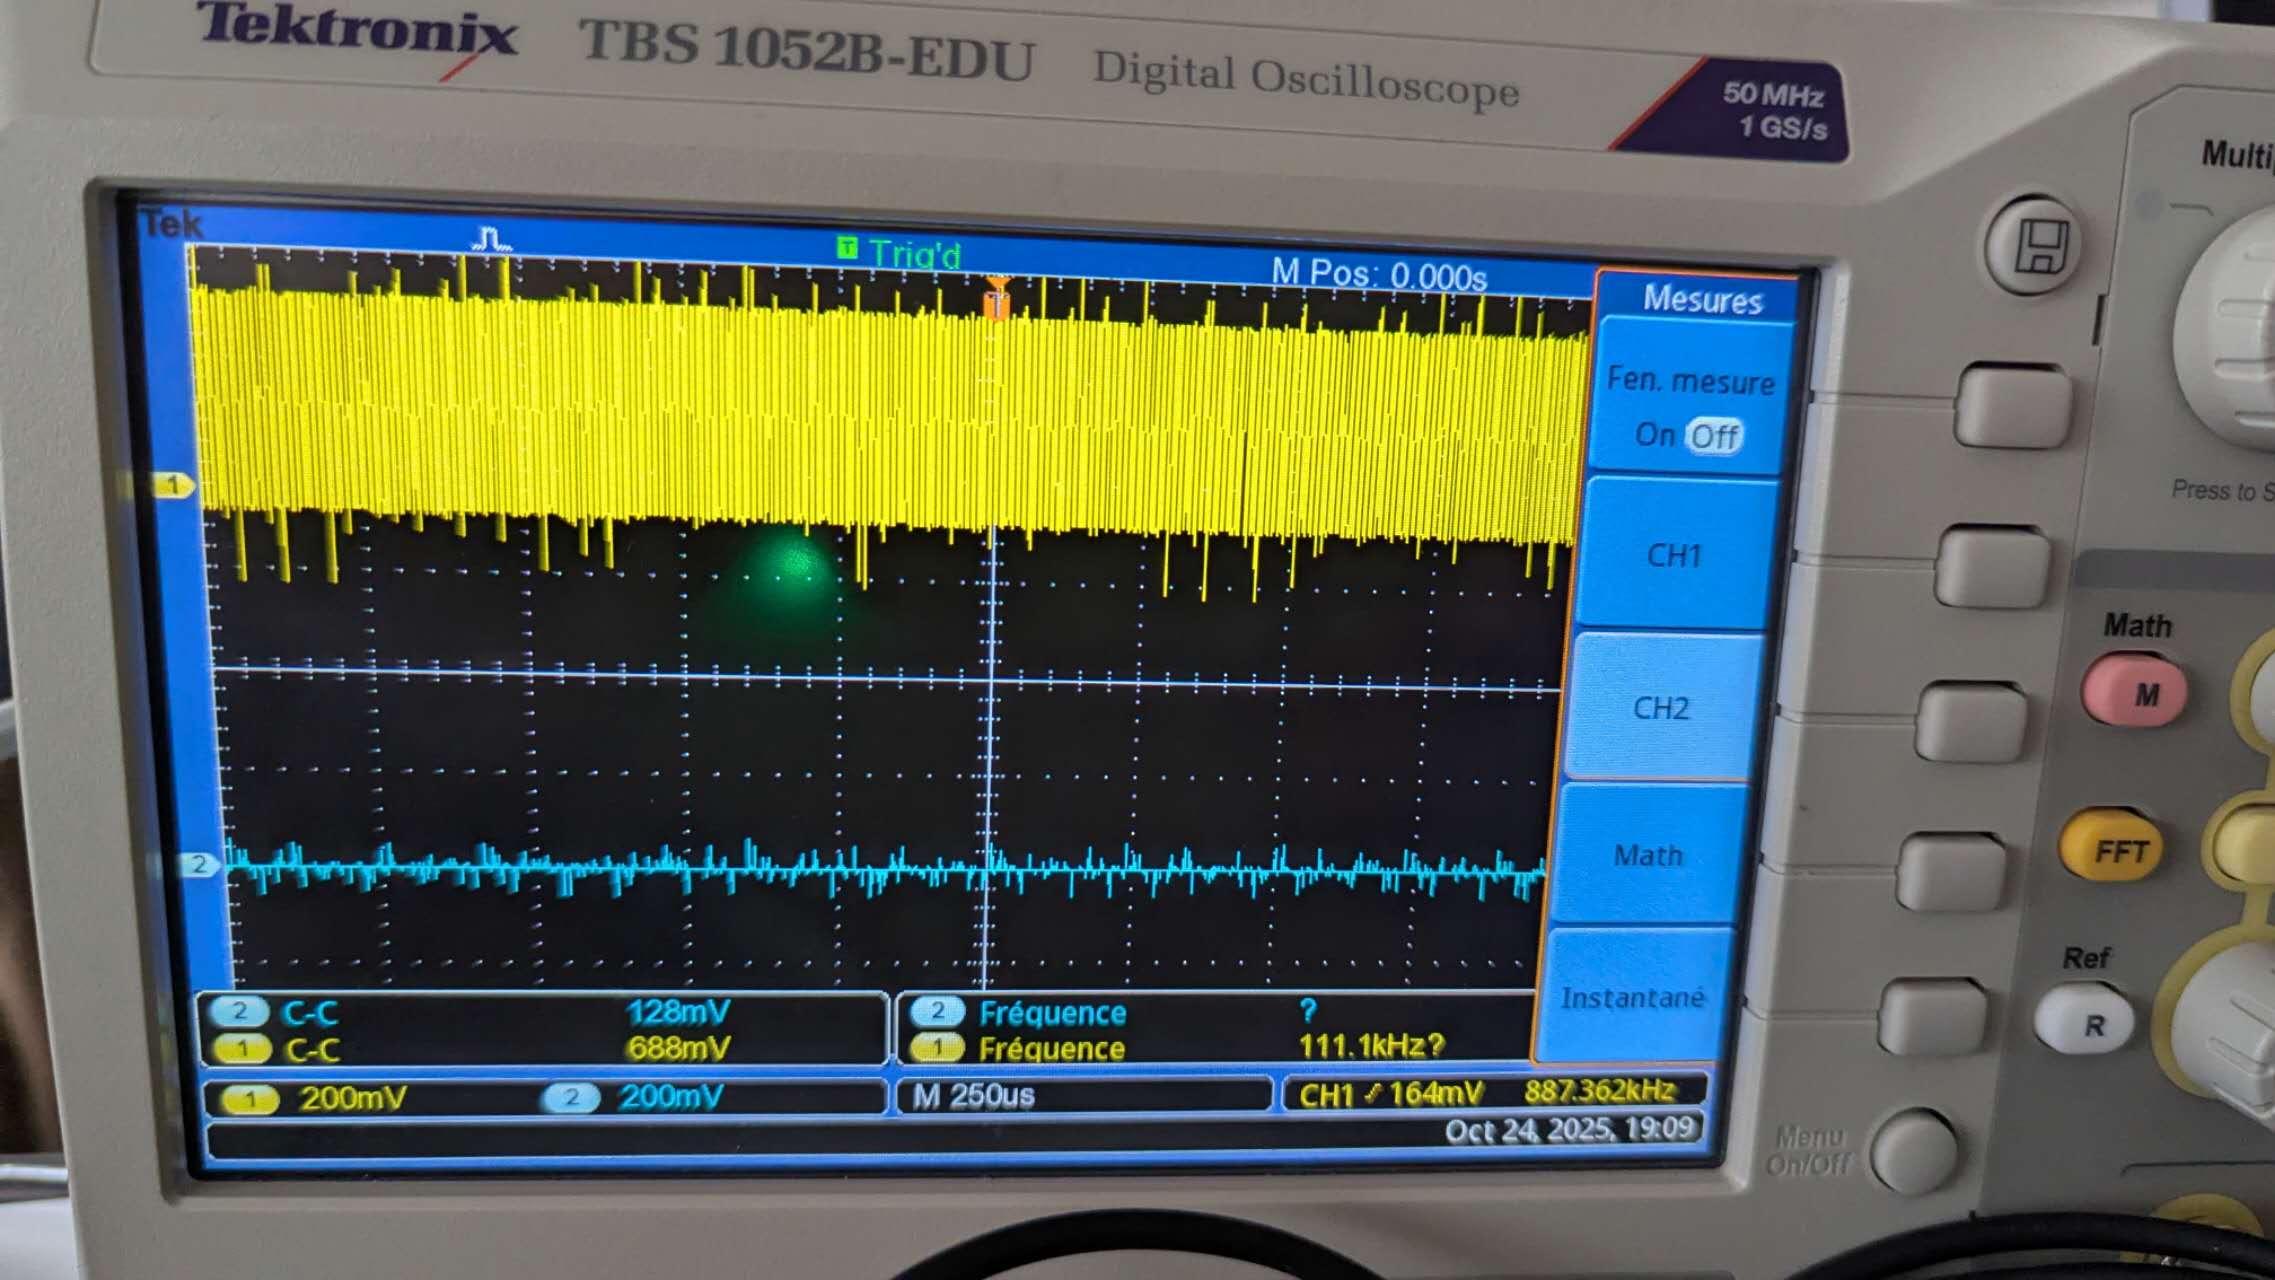 Tektronix TBS 1052B-EDU Digital Oscilloscope
50 MHz
1 GS/s
Tek
T Trig'd
M Pos: 0.000s
T
1
2
Mesures
Fen. mesure
On Off
CH1
CH2
Math
Instantané
2 C-C 128mV
1 C-C 688mV
2 Fréquence ?
1 Fréquence 111.1kHz?
1 200mV 2 200mV M 250us CH1 164mV 887.362kHz
Oct 24, 2025, 19:09
Press to
Math
M
FFT
Ref
R
Menu
On/Off